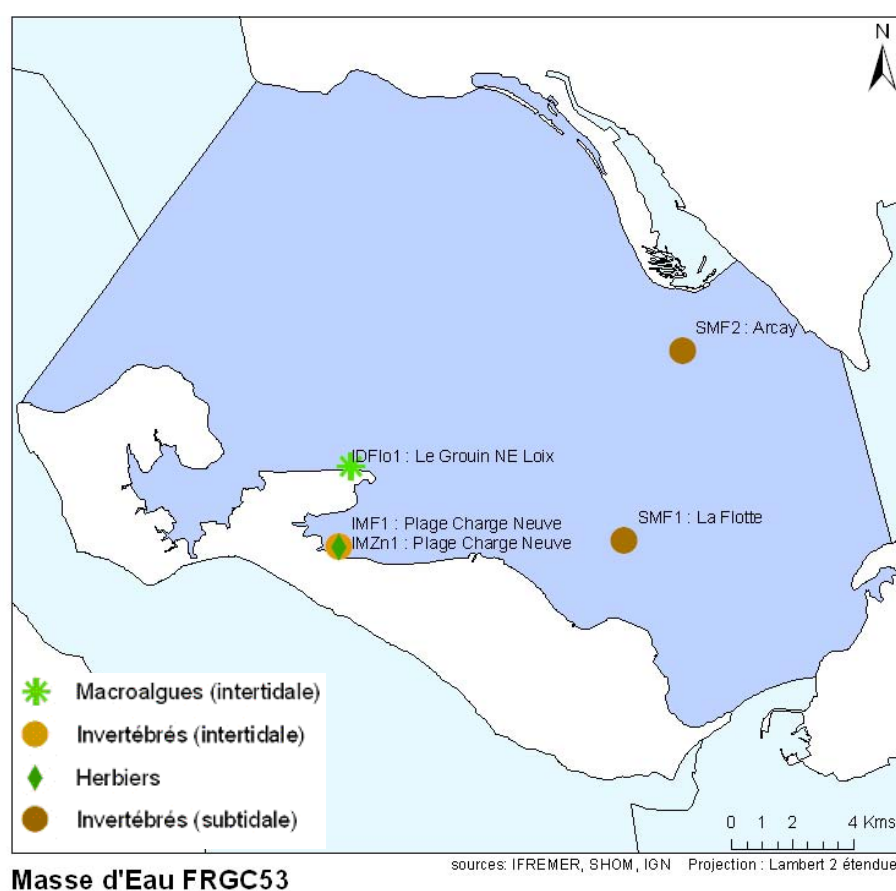 N
SMF2 : Arcay
IDFlo1 : Le Grouin NE Loix
IMF1 : Plage Charge Neuve
SMF1 : La Flotte
IMZn1 : Plage Charge Neuve
Macroalgues (intertidale)
Invertébrés (intertidale)
Herbiers
Invertébrés (subtidale)
0 1 2 4 Kms
Masse d'Eau FRGC53
sources: IFREMER, SHOM, IGN Projection : Lambert 2 étendue